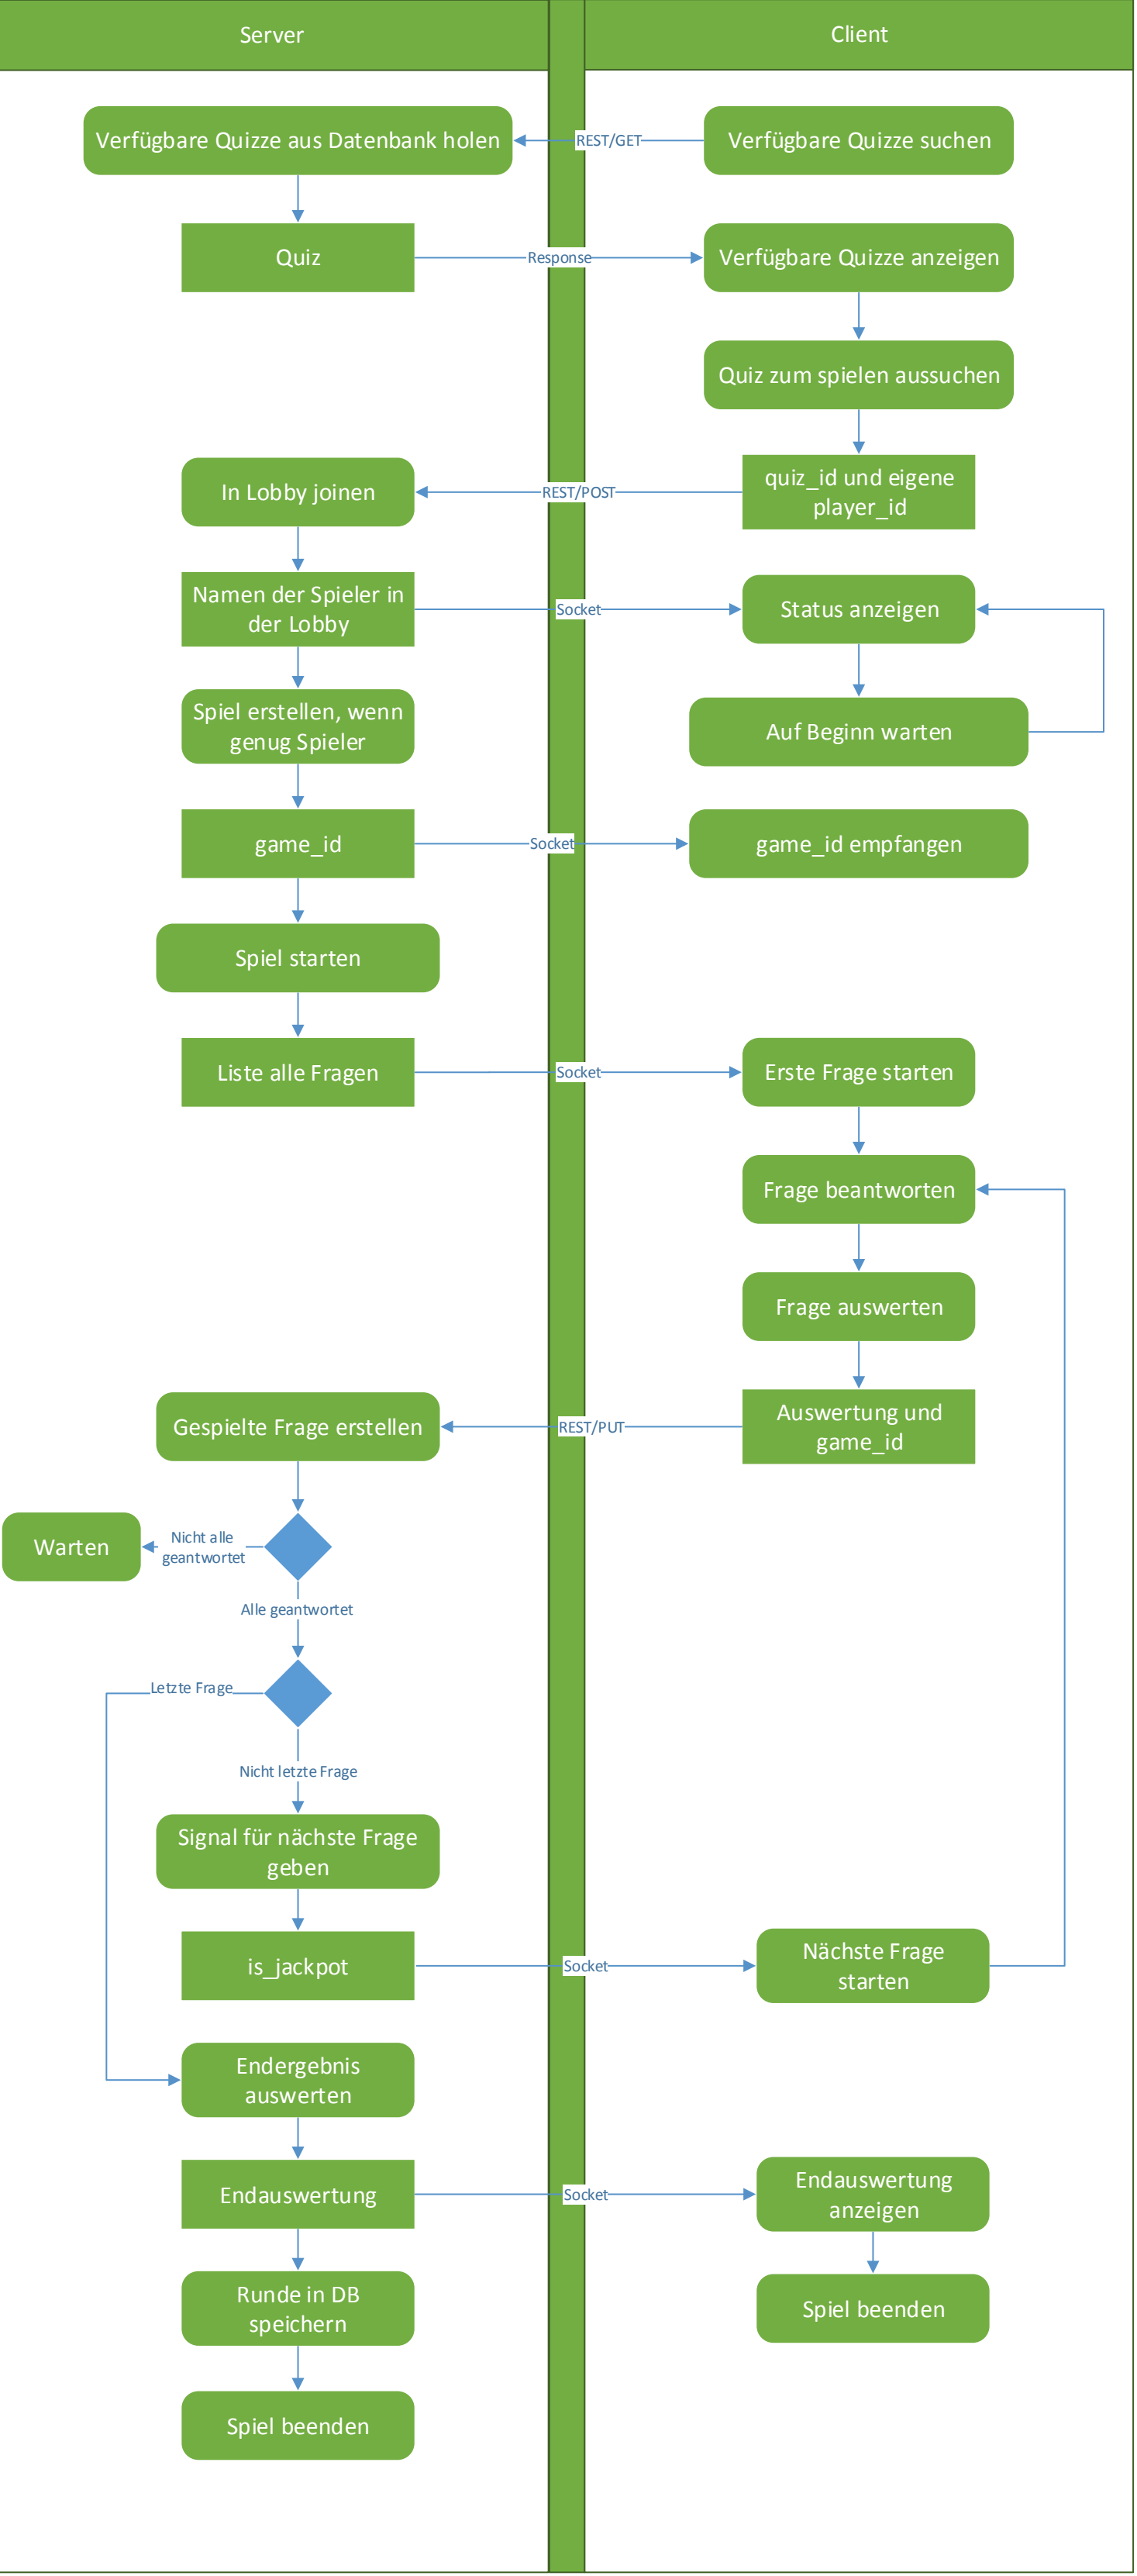 Server
Client
Verfügbare Quizze aus Datenbank holen
REST/GET
Verfügbare Quizze suchen
Quiz
Response
Verfügbare Quizze anzeigen
Quiz zum spielen aussuchen
In Lobby joinen
REST/POST
quiz_id und eigene
player_id
Namen der Spieler in
der Lobby
Socket
Status anzeigen
Spiel erstellen, wenn
genug Spieler
Auf Beginn warten
game_id
Socket
game_id empfangen
Spiel starten
Liste alle Fragen
Socket
Erste Frage starten
Frage beantworten
Frage auswerten
Gespielte Frage erstellen
REST/PUT
Auswertung und
game_id
Warten
Nicht alle
geantwortet
Alle geantwortet
Letzte Frage
Nicht letzte Frage
Signal für nächste Frage
geben
is_jackpot
Socket
Nächste Frage
starten
Endergebnis
auswerten
Endauswertung
Socket
Endauswertung
anzeigen
Runde in DB
speichern
Spiel beenden
Spiel beenden